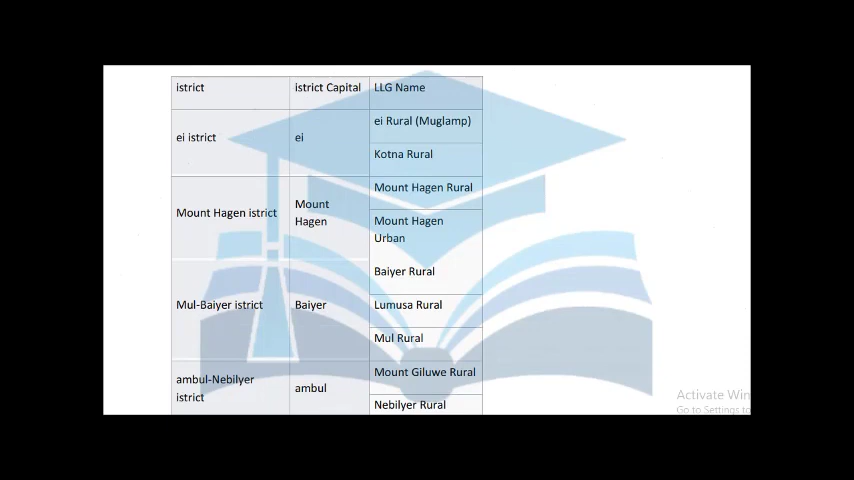 istrict istrict Capital LLG Name
ei istrict ei ei Rural (Muglamp)
Kotna Rural
Mount Hagen istrict Mount Hagen Mount Hagen Rural
Mount Hagen Urban
Mul-Baiyer istrict Baiyer Baiyer Rural
Lumusa Rural
Mul Rural
ambul-Nebilyer istrict ambul Mount Giluwe Rural
Nebilyer Rural
Activate Win
Go to Settings to